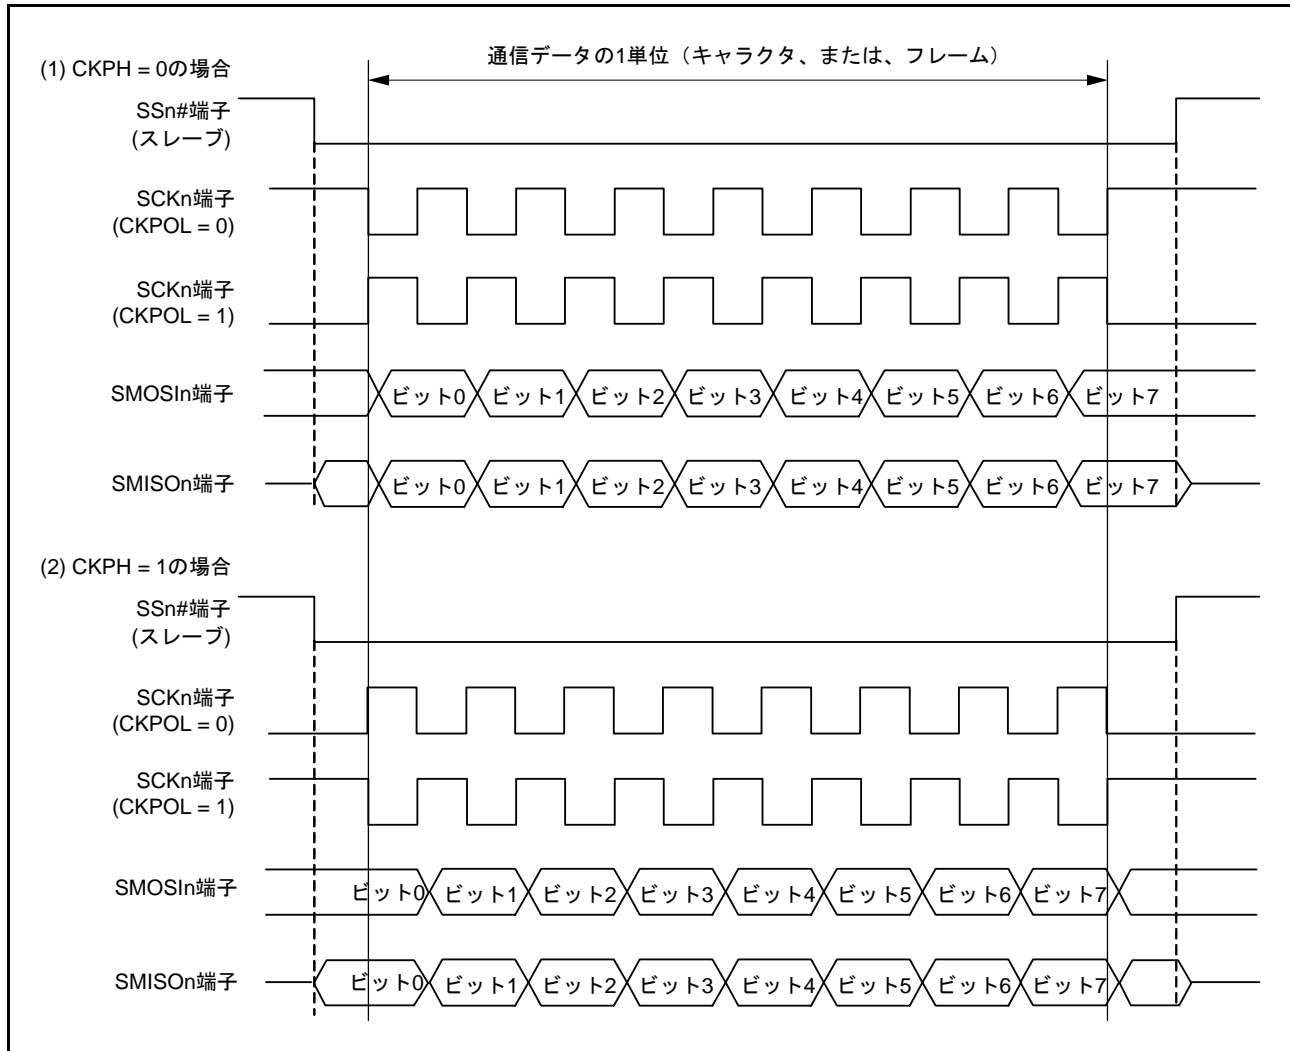 通信データの1単位（キャラクタ、または、フレーム）
(1) CKPH = 0の場合
SSn#端子
(スレーブ)
SCKn端子
(CKPOL = 0)
SCKn端子
(CKPOL = 1)
SMOSIn端子
ビット0 ビット1 ビット2 ビット3 ビット4 ビット5 ビット6 ビット7
SMISOn端子
ビット0 ビット1 ビット2 ビット3 ビット4 ビット5 ビット6 ビット7
(2) CKPH = 1の場合
SSn#端子
(スレーブ)
SCKn端子
(CKPOL = 0)
SCKn端子
(CKPOL = 1)
SMOSIn端子
ビット0 ビット1 ビット2 ビット3 ビット4 ビット5 ビット6 ビット7
SMISOn端子
ビット0 ビット1 ビット2 ビット3 ビット4 ビット5 ビット6 ビット7